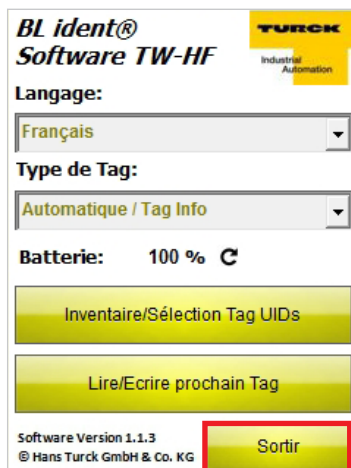 BL ident®
Software TW-HF
TURCK
Industrial
Automation
Langage:
Français
Type de Tag:
Automatique / Tag Info
Batterie: 100 %
Inventaire/Sélection Tag UIDs
Lire/Ecrire prochain Tag
Software Version 1.1.3
© Hans Turck GmbH & Co. KG
Sortir